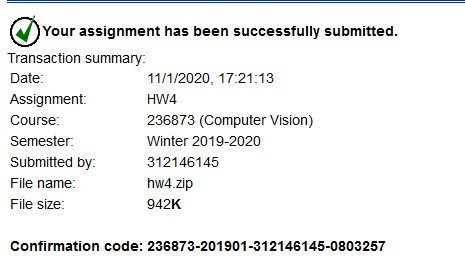 Your assignment has been successfully submitted.
Transaction summary:
Date: 11/1/2020, 17:21:13
Assignment: HW4
Course: 236873 (Computer Vision)
Semester: Winter 2019-2020
Submitted by: 312146145
File name: hw4.zip
File size: 942K
Confirmation code: 236873-201901-312146145-0803257